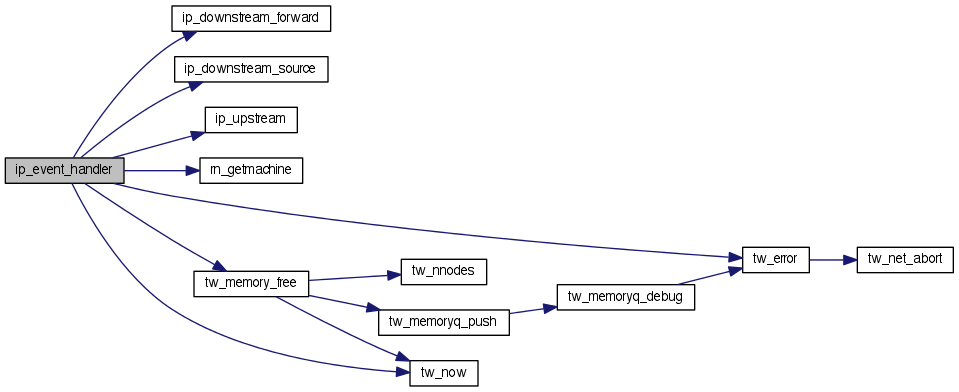 ip_downstream_forward
ip_downstream_source
ip_upstream
ip_event_handler
rn_getmachine
tw_error
tw_net_abort
tw_memory_free
tw_nnodes
tw_memoryq_debug
tw_memoryq_push
tw_now